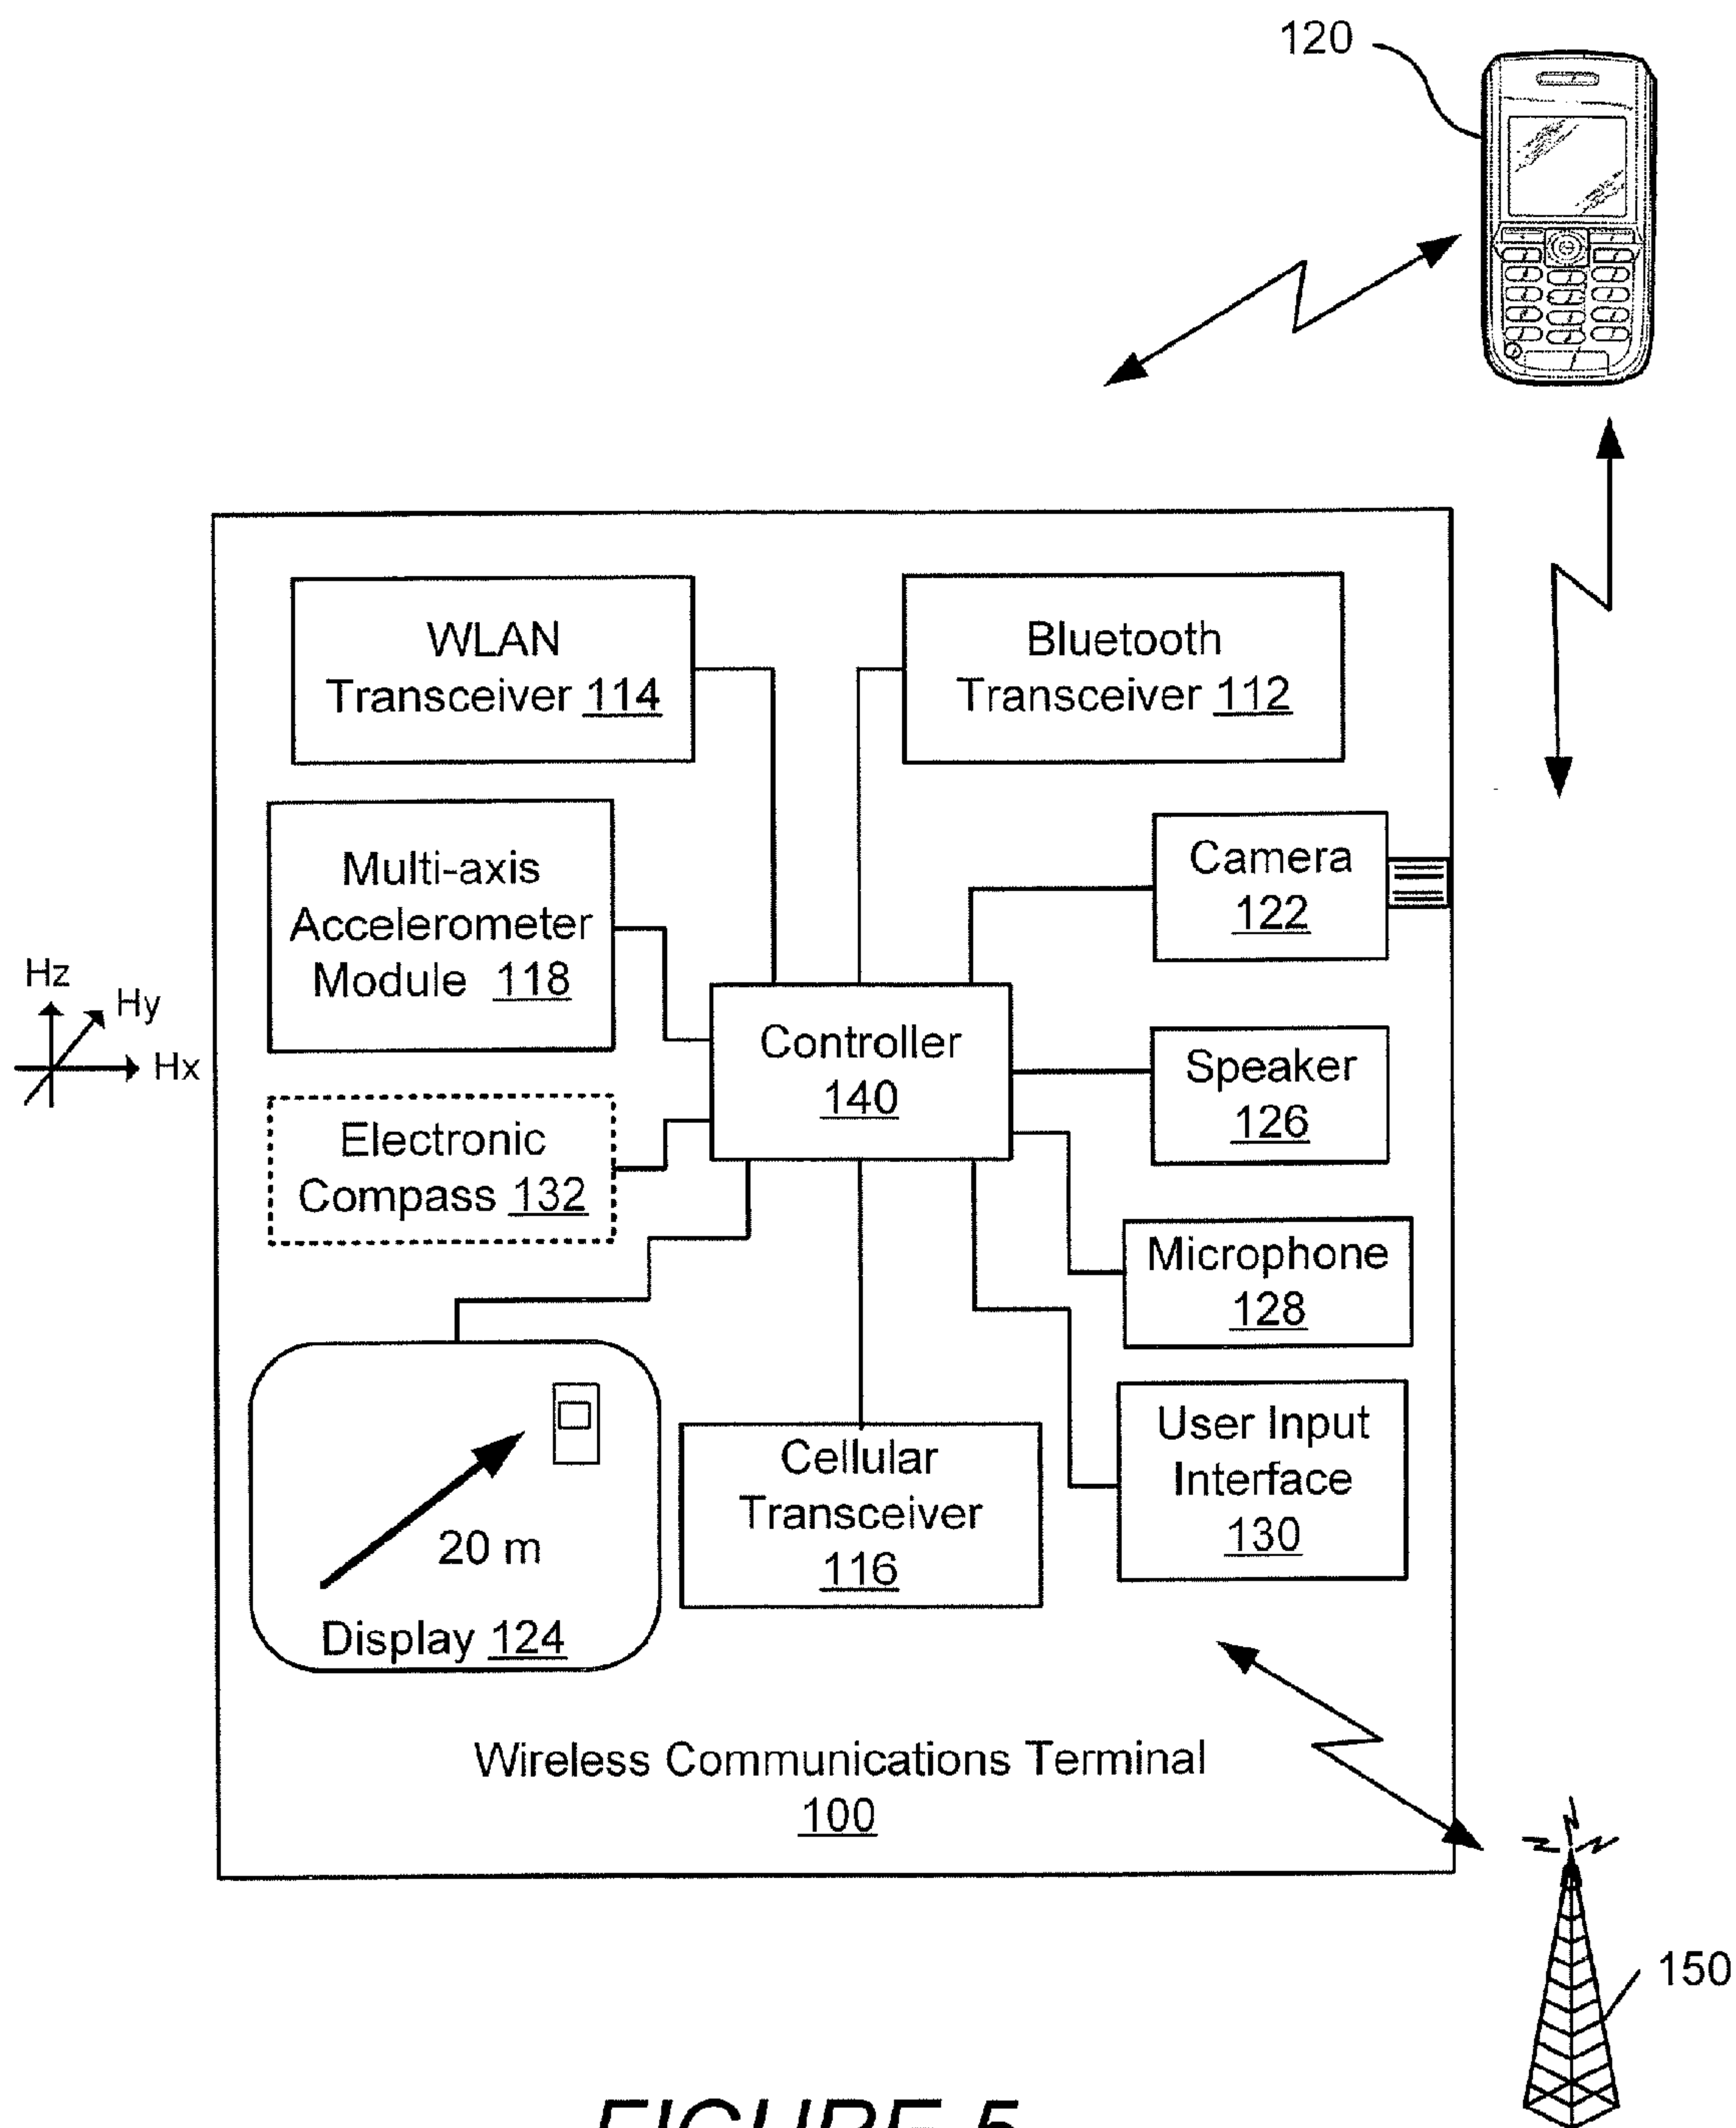 120
WLAN
Transceiver 114
Bluetooth
Transceiver 112
Multi-axis
Accelerometer
Module 118
Camera
122
Hz
Hy
Hx
Controller
140
Speaker
126
Electronic
Compass 132
Microphone
128
20 m
Display 124
Cellular
Transceiver
116
User Input
Interface
130
Wireless Communications Terminal
100
150
FIGURE 5